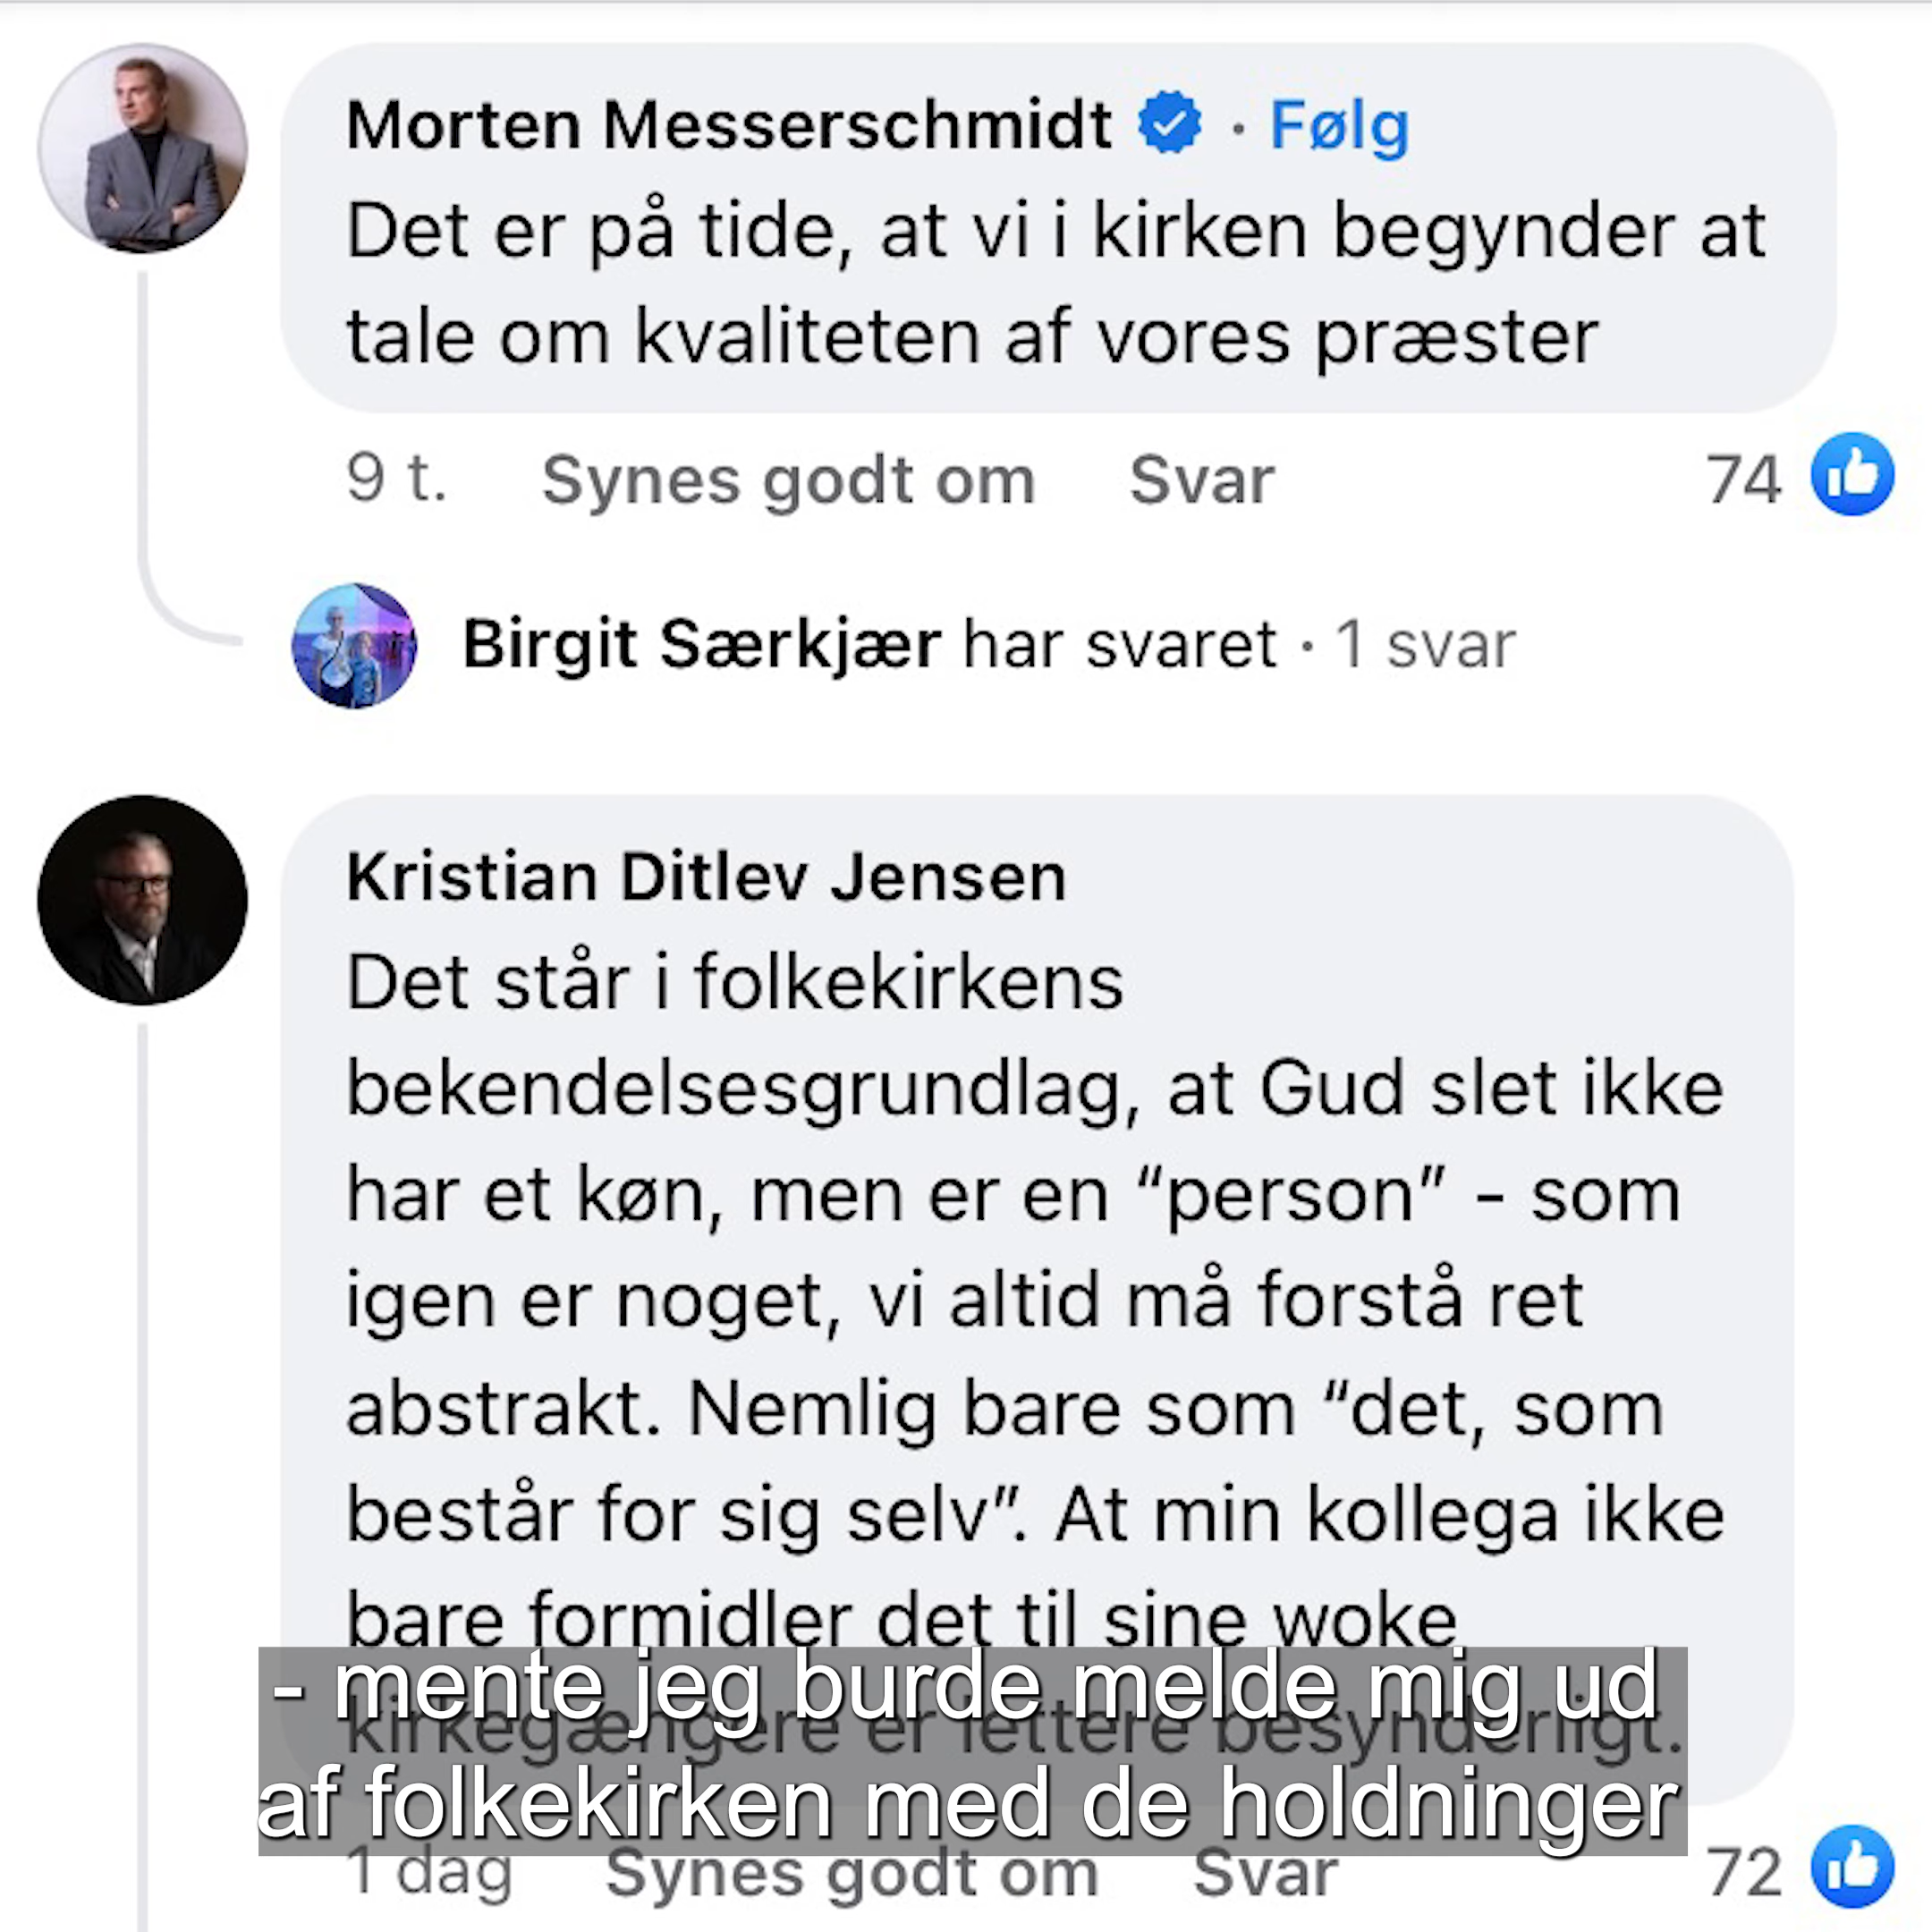 Morten Messerschmidt · Følg
Det er på tide, at vi i kirken begynder at
tale om kvaliteten af vores præster
9 t. Synes godt om Svar 74
Birgit Særkjær har svaret · 1 svar
Kristian Ditlev Jensen
Det står i folkekirkens
bekendelsesgrundlag, at Gud slet ikke
har et køn, men er en “person” - som
igen er noget, vi altid må forstå ret
abstrakt. Nemlig bare som “det, som
består for sig selv”. At min kollega ikke
bare formidler det til sine woke
kirkegængere er lettere besynderligt.
- mente jeg burde melde mig ud
af folkekirken med de holdninger
1 dag Synes godt om Svar 72